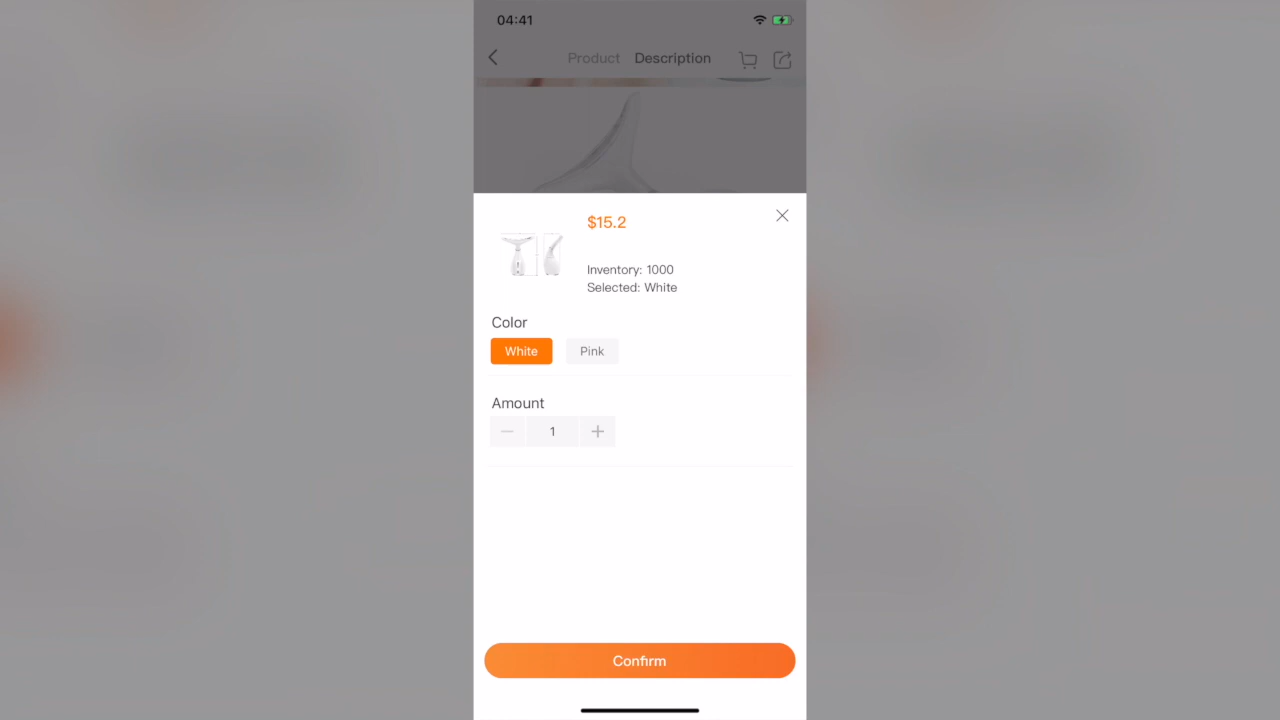 04:41
Product Description
$15.2
Inventory: 1000
Selected: White
Color
White Pink
Amount
1
Confirm